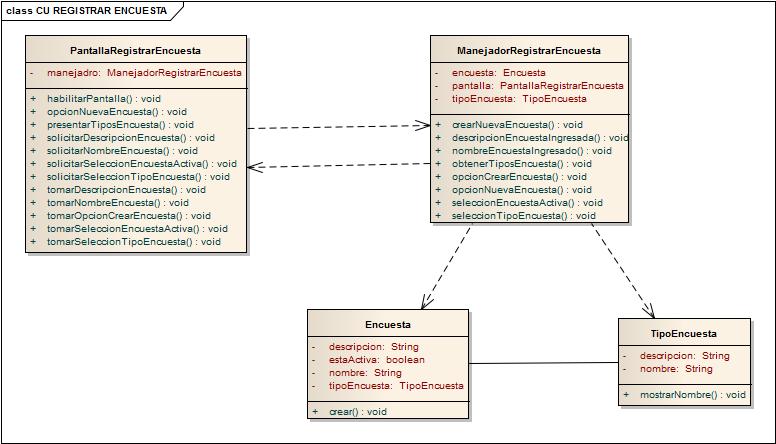 class CU REGISTRAR ENCUESTA
PantallaRegistrarEncuesta
- manejadro: ManejadorRegistrarEncuesta
+ habilitarPantalla() : void
+ opcionNuevaEncuesta() : void
+ presentarTiposEncuesta() : void
+ solicitarDescripcionEncuesta() : void
+ solicitarNombreEncuesta() : void
+ solicitarSeleccionEncuestaActiva() : void
+ solicitarSeleccionTipoEncuesta() : void
+ tomarDescripcionEncuesta() : void
+ tomarNombreEncuesta() : void
+ tomarOpcionCrearEncuesta() : void
+ tomarSeleccionEncuestaActiva() : void
+ tomarSeleccionTipoEncuesta() : void
ManejadorRegistrarEncuesta
- encuesta: Encuesta
- pantalla: PantallaRegistrarEncuesta
- tipoEncuesta: TipoEncuesta
+ crearNuevaEncuesta() : void
+ descripcionEncuestaIngresada() : void
+ nombreEncuestaIngresado() : void
+ obtenerTiposEncuesta() : void
+ opcionCrearEncuesta() : void
+ opcionNuevaEncuesta() : void
+ seleccionEncuestaActiva() : void
+ seleccionTipoEncuesta() : void
Encuesta
- descripcion: String
- estaActiva: boolean
- nombre: String
- tipoEncuesta: TipoEncuesta
+ crear() : void
TipoEncuesta
- descripcion: String
- nombre: String
+ mostrarNombre() : void